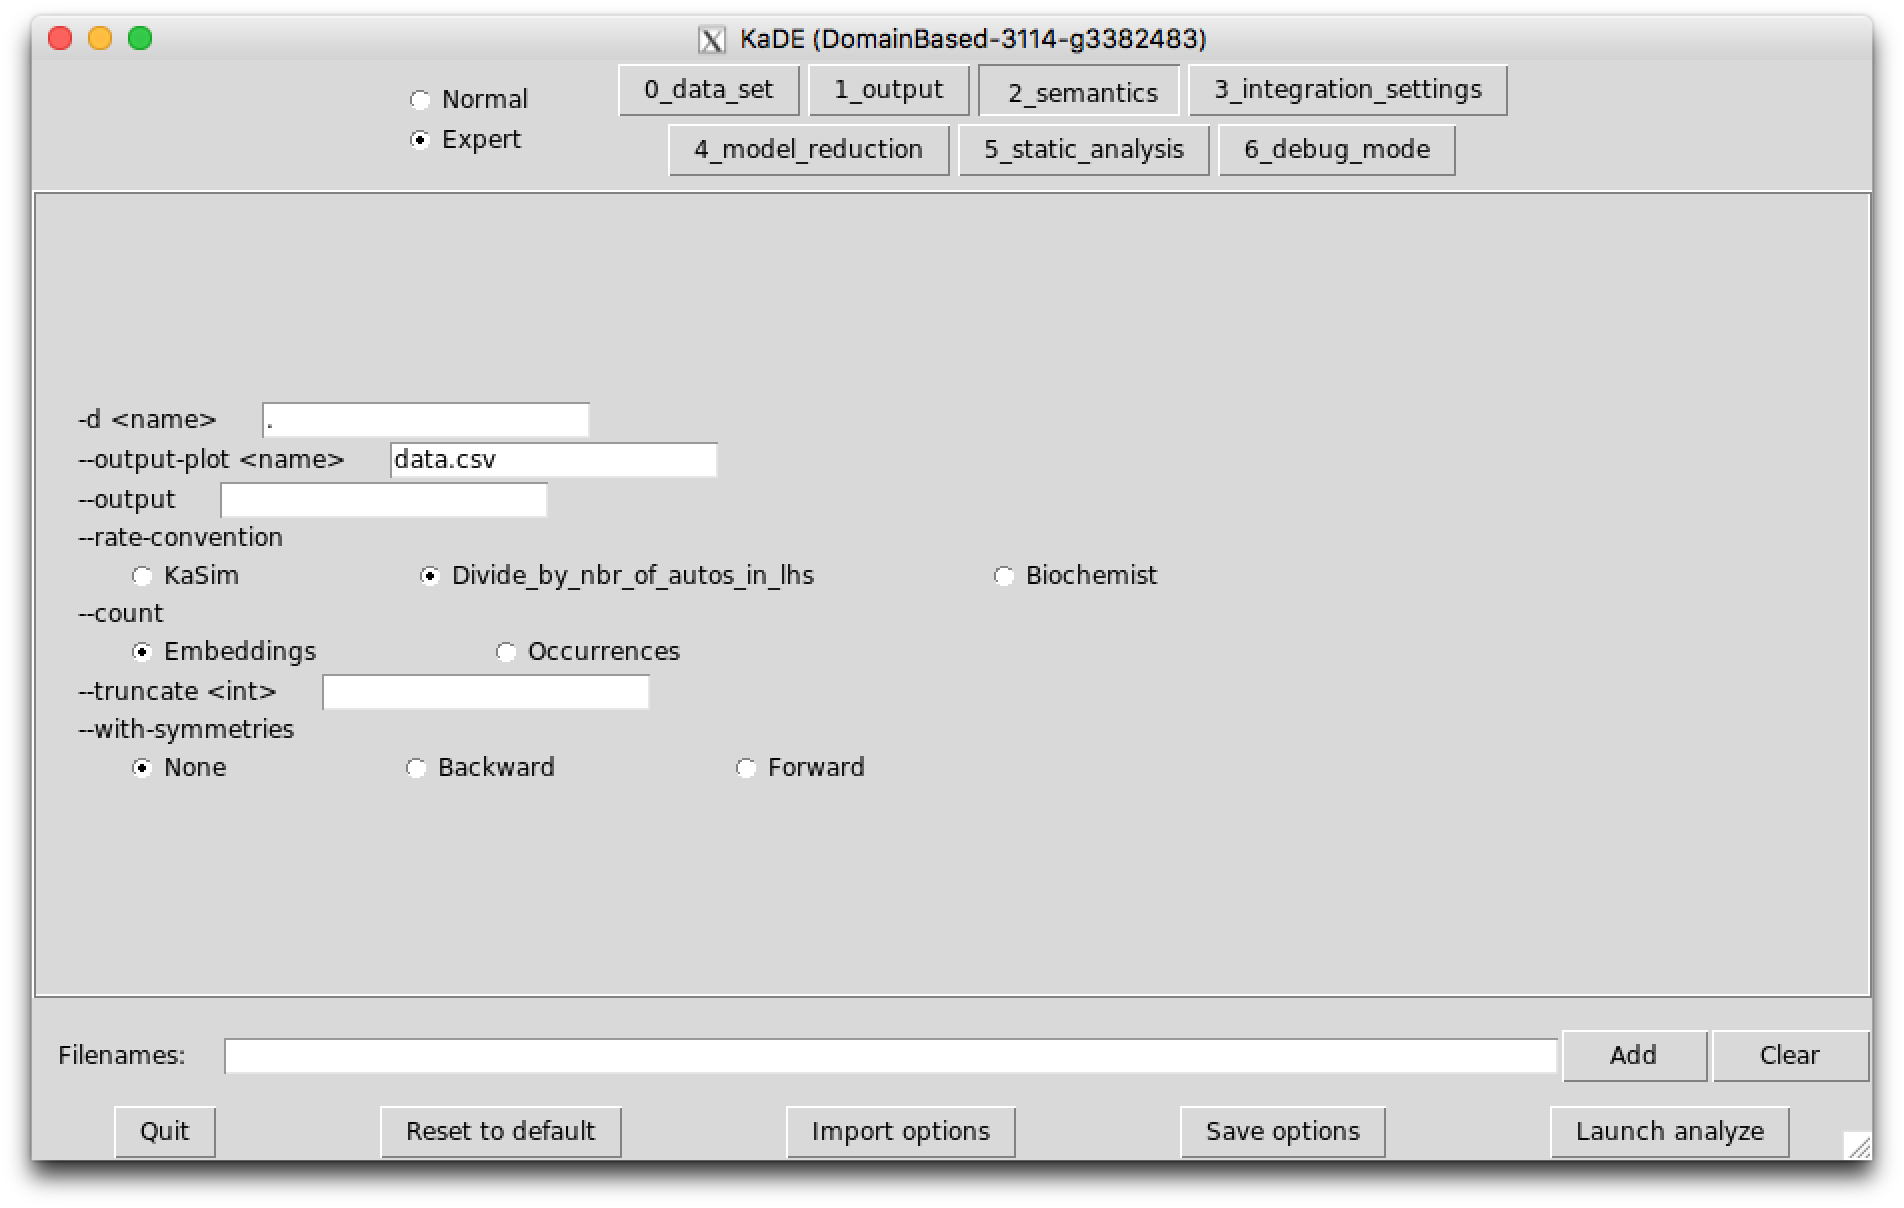 KaDE (DomainBased-3114-g3382483)
Normal
Expert
0_data_set 1_output 2_semantics 3_integration_settings
4_model_reduction 5_static_analysis 6_debug_mode
-d <name> .
--output-plot <name> data.csv
--output
--rate-convention
KaSim Divide_by_nbr_of_autos_in_lhs Biochemist
--count
Embeddings Occurrences
--truncate <int>
--with-symmetries
None Backward Forward
Filenames: Add Clear
Quit Reset to default Import options Save options Launch analyze